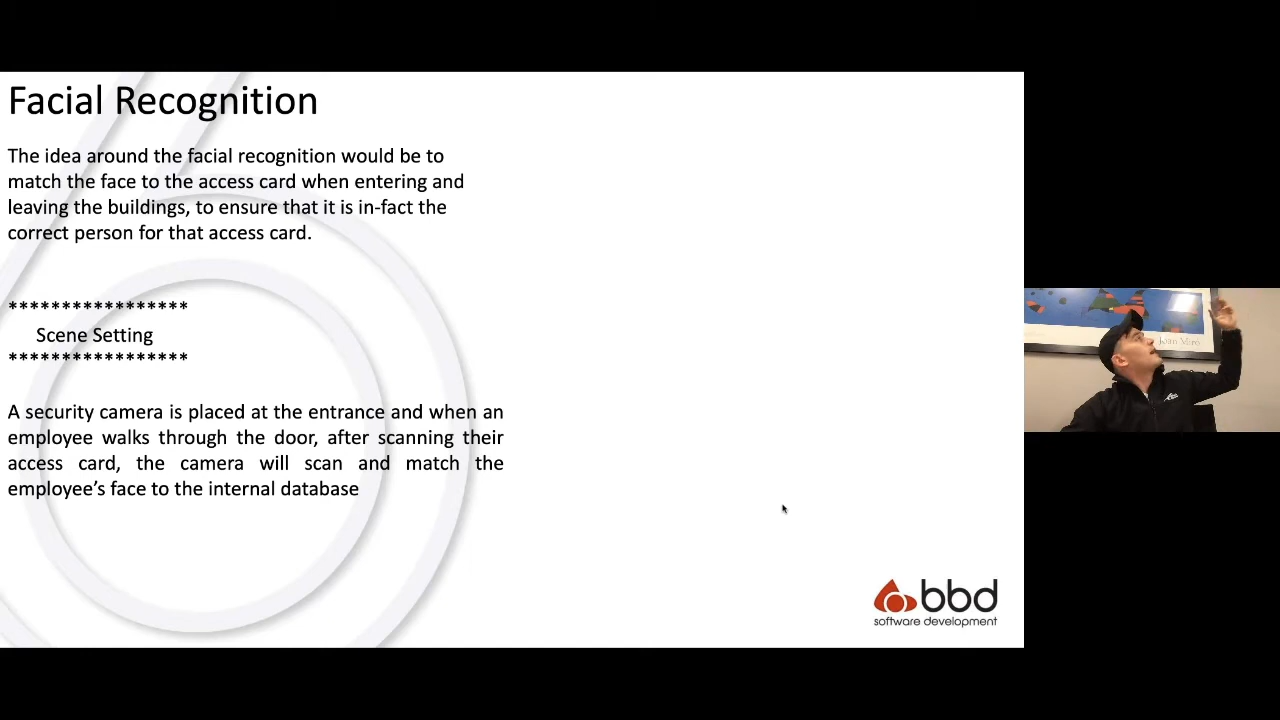 Facial Recognition
The idea around the facial recognition would be to
match the face to the access card when entering and
leaving the buildings, to ensure that it is in-fact the
correct person for that access card.
*****************
Scene Setting
*****************
A security camera is placed at the entrance and when an
employee walks through the door, after scanning their
access card, the camera will scan and match the
employee's face to the internal database
Joan Miró
bbd
software development